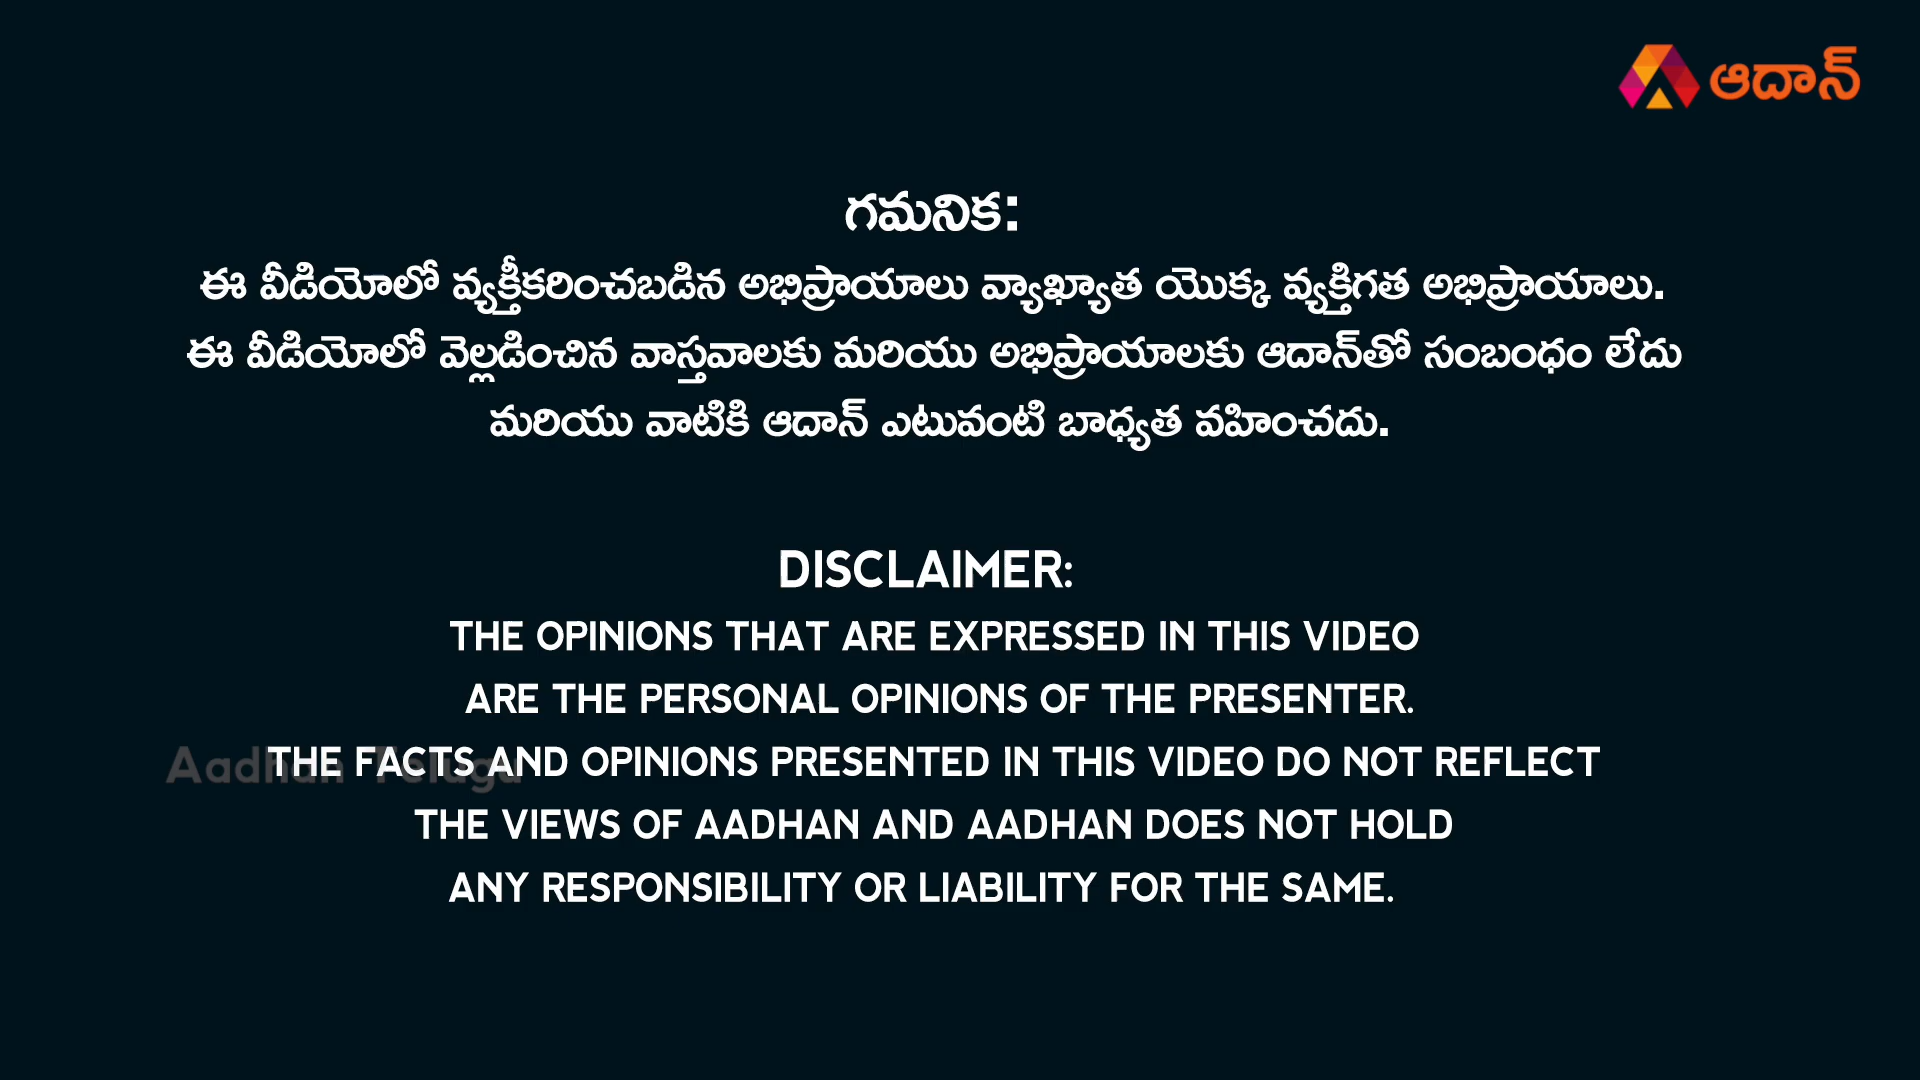 ఆదాన్
గమనిక:
ఈ వీడియోలో వ్యక్తీకరించబడిన అభిప్రాయాలు వ్యాఖ్యాత యొక్క వ్యక్తిగత అభిప్రాయాలు.
ఈ వీడియోలో వెల్లడించిన వాస్తవాలకు మరియు అభిప్రాయాలకు ఆదాన్‌తో సంబంధం లేదు
మరియు వాటికి ఆదాన్ ఎటువంటి బాధ్యత వహించదు.
DISCLAIMER:
THE OPINIONS THAT ARE EXPRESSED IN THIS VIDEO
ARE THE PERSONAL OPINIONS OF THE PRESENTER.
THE FACTS AND OPINIONS PRESENTED IN THIS VIDEO DO NOT REFLECT
Aadhan Telugu
THE VIEWS OF AADHAN AND AADHAN DOES NOT HOLD
ANY RESPONSIBILITY OR LIABILITY FOR THE SAME.